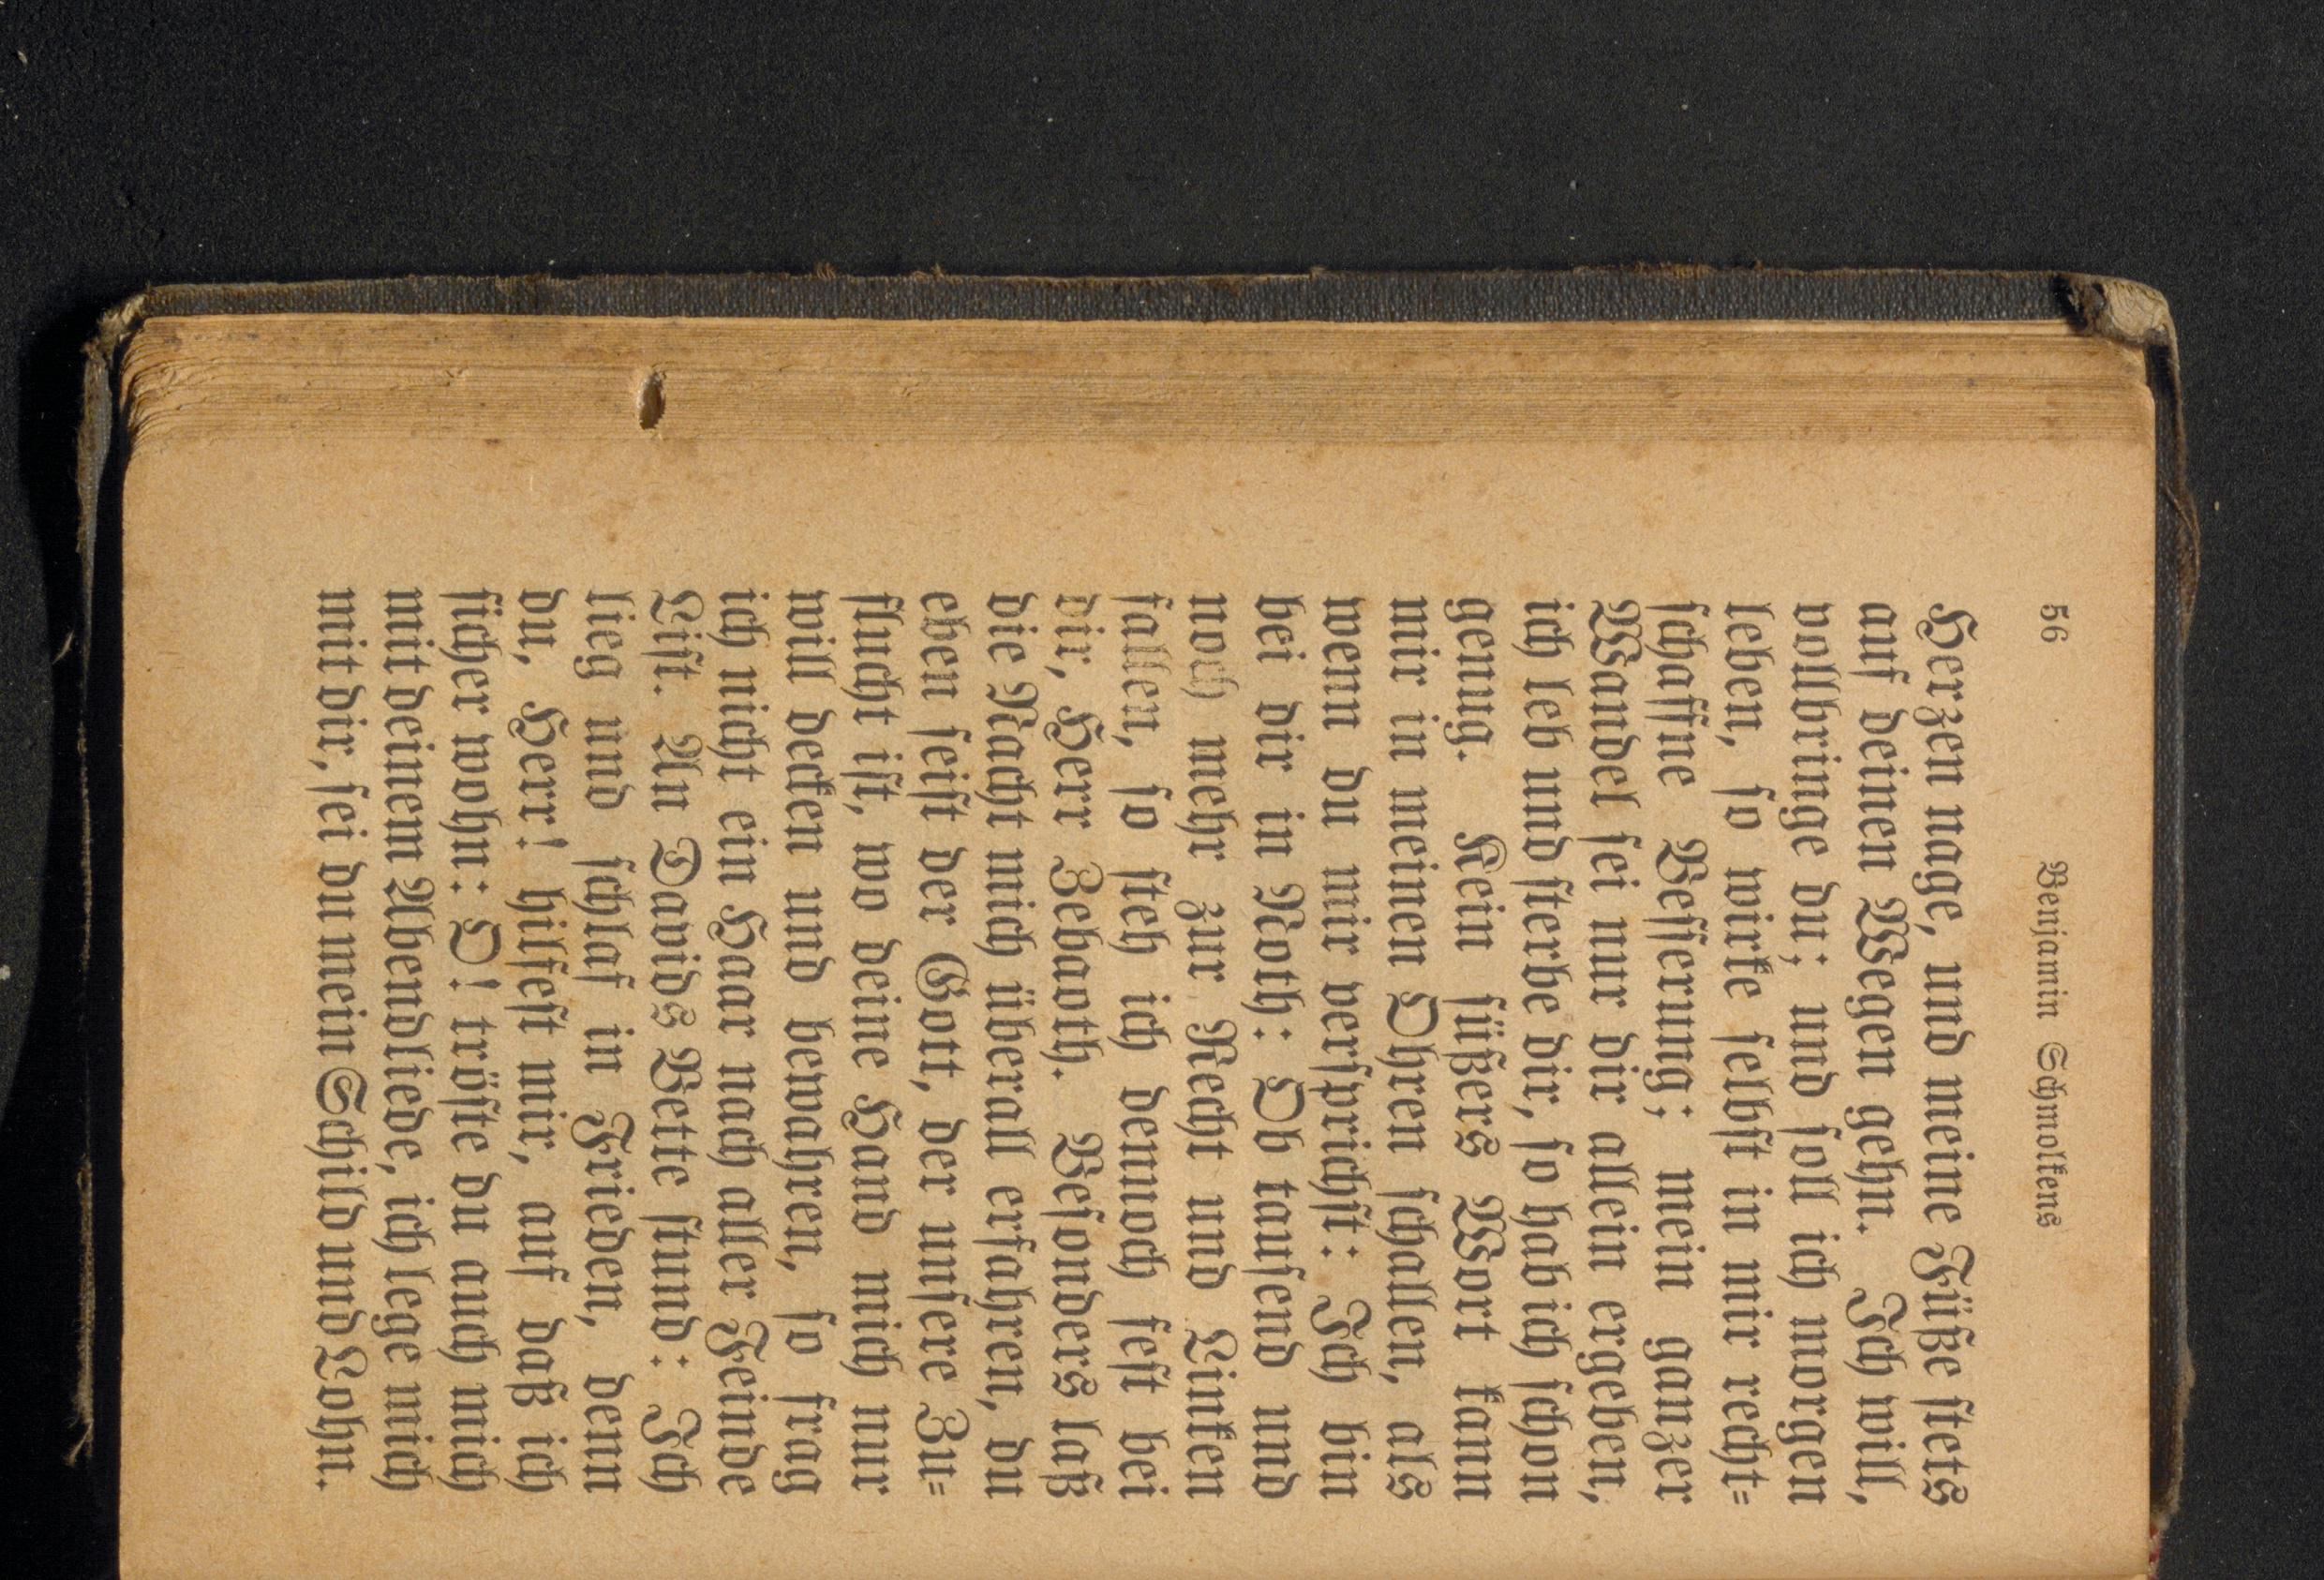 56 Benjamin Schmolkens
Herzen nage, und meine Füße stets
auf deinen Wegen gehn. Ich will,
vollbringe du; und soll ich morgen
leben, so wirke selbst in mir recht-
schaffne Besserung; mein ganzer
Wandel sei nur dir allein ergeben,
ich leb und sterbe dir, so hab ich schon
genug. Kein süßers Wort kann
mir in meinen Ohren schallen, als
wenn du mir versprichst: Ich bin
bei dir in Noth: Ob tausend und
noch mehr zur Recht und Linken
fallen, so steh ich dennoch fest bei
dir, Herr Zebaoth. Besonders laß
die Nacht mich überall erfahren, du
eben seist der Gott, der unsere Zu-
flucht ist, wo deine Hand mich nur
will decken und bewahren, so frag
ich nicht ein Haar nach aller Feinde
List. An Davids Bette stund: Ich
lieg und schlaf in Frieden, denn
du, Herr! hilfest mir, auf daß ich
sicher wohn: O! tröste du auch mich
mit deinem Abendliede, ich lege mich
mit dir, sei du mein Schild und Lohn.